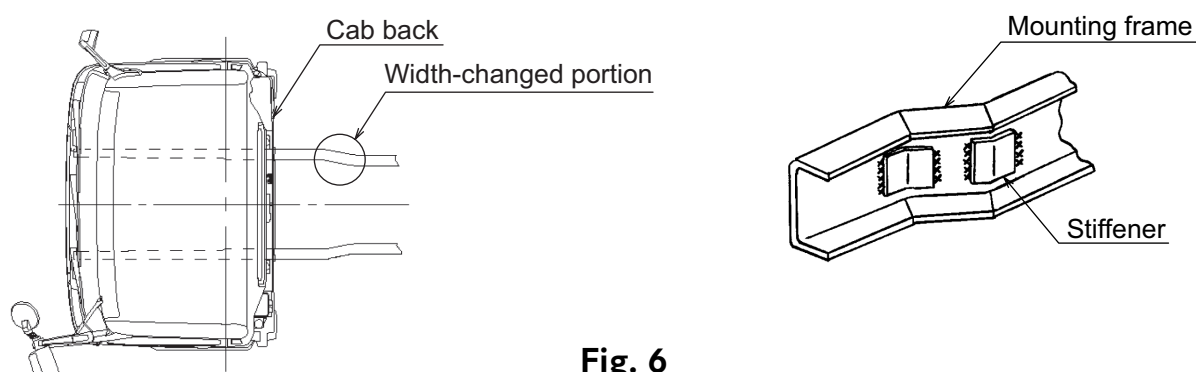 Cab back
Width-changed portion
Mounting frame
Stiffener
Fig. 6